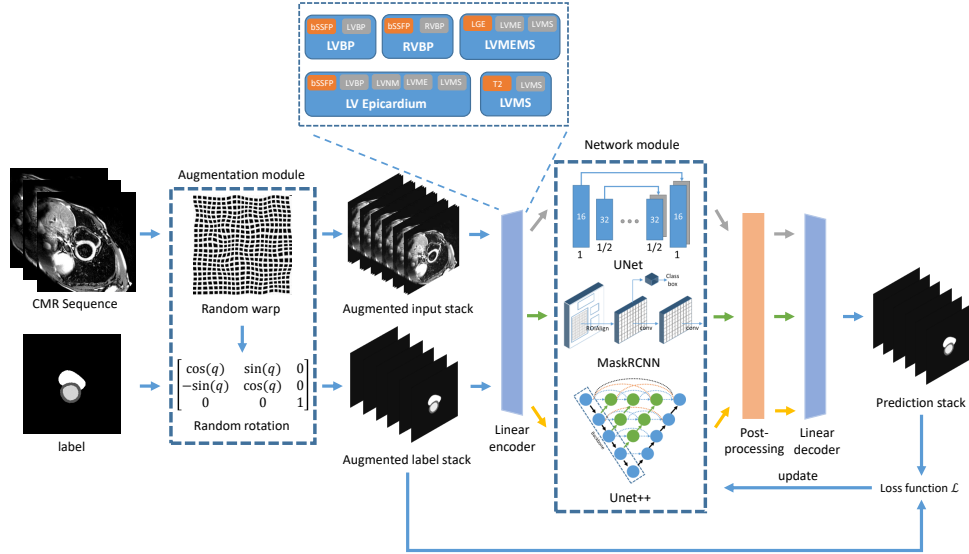 bSSFP LVBP
LVBP
bSSFP RVBP
RVBP
LGE LVME LVMS
LVMEMS
bSSFP LVBP LVNM LVME LVMS
LV Epicardium
T2 LVMS
LVMS
Augmentation module
Network module
CMR Sequence
Random warp
Augmented input stack
16 32 32 16
1 1/2 1/2 1
UNet
Class
box
ROIAlign conv conv
MaskRCNN
cos(q) sin(q) 0
−sin(q) cos(q) 0
0 0 1
Random rotation
label
Augmented label stack
Linear
encoder
Backbone
Unet++
Post-
processing
Linear
decoder
Prediction stack
update
Loss function ℒ